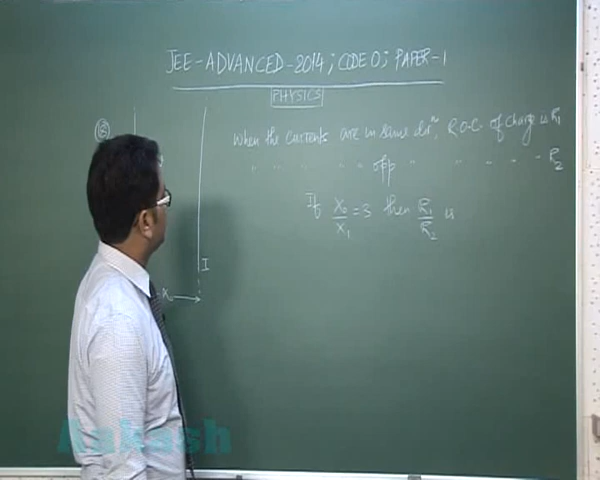 JEE-ADVANCED-2014; CODE 0; PAPER-1
PHYSICS
When the currents are in same dirⁿ, R.O.C. of charge is R1
" " " " " opp " " " " " R2
If X0/X1 = 3 then R1/R2 is
I
Aakash